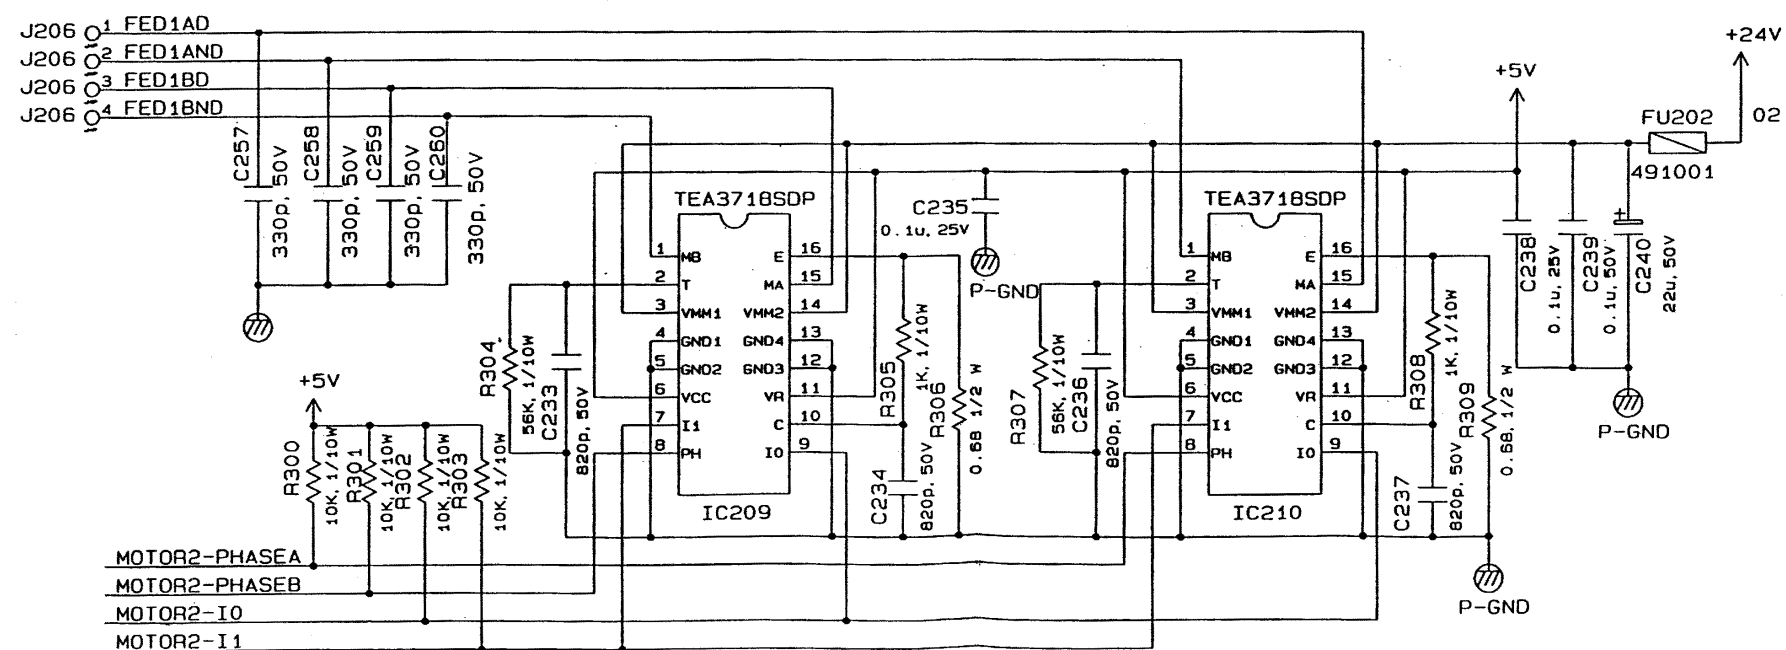 J206 1 FED1AD
J206 2 FED1AND
J206 3 FED1BD
J206 4 FED1BND
+24V
+5V
FU202 02
491001
C257 330p, 50V
C258 330p, 50V
C259 330p, 50V
C260 330p, 50V
TEA3718SDP
1 MB E 16
2 T MA 15
3 VMM1 VMM2 14
4 GND1 GND4 13
5 GND2 GND3 12
6 VCC VR 11
7 I1 C 10
8 PH I0 9
IC209
C235
0.1u, 25V
P-GND
TEA3718SDP
1 MB E 16
2 T MA 15
3 VMM1 VMM2 14
4 GND1 GND4 13
5 GND2 GND3 12
6 VCC VR 11
7 I1 C 10
8 PH I0 9
IC210
R304 56K, 1/10W
C233 820p, 50V
R305 1K, 1/10W
R306 0.68 1/2 W
C234 820p, 50V
R307 56K, 1/10W
C236 820p, 50V
R308 1K, 1/10W
R309 0.68, 1/2 W
C237 820p, 50V
C238 0.1u, 25V
C239 0.1u, 50V
C240 22u, 50V
+
P-GND
P-GND
+5V
R300 10K, 1/10W
R301 10K, 1/10W
R302 10K, 1/10W
R303 10K, 1/10W
MOTOR2-PHASEA
MOTOR2-PHASEB
MOTOR2-I0
MOTOR2-I1